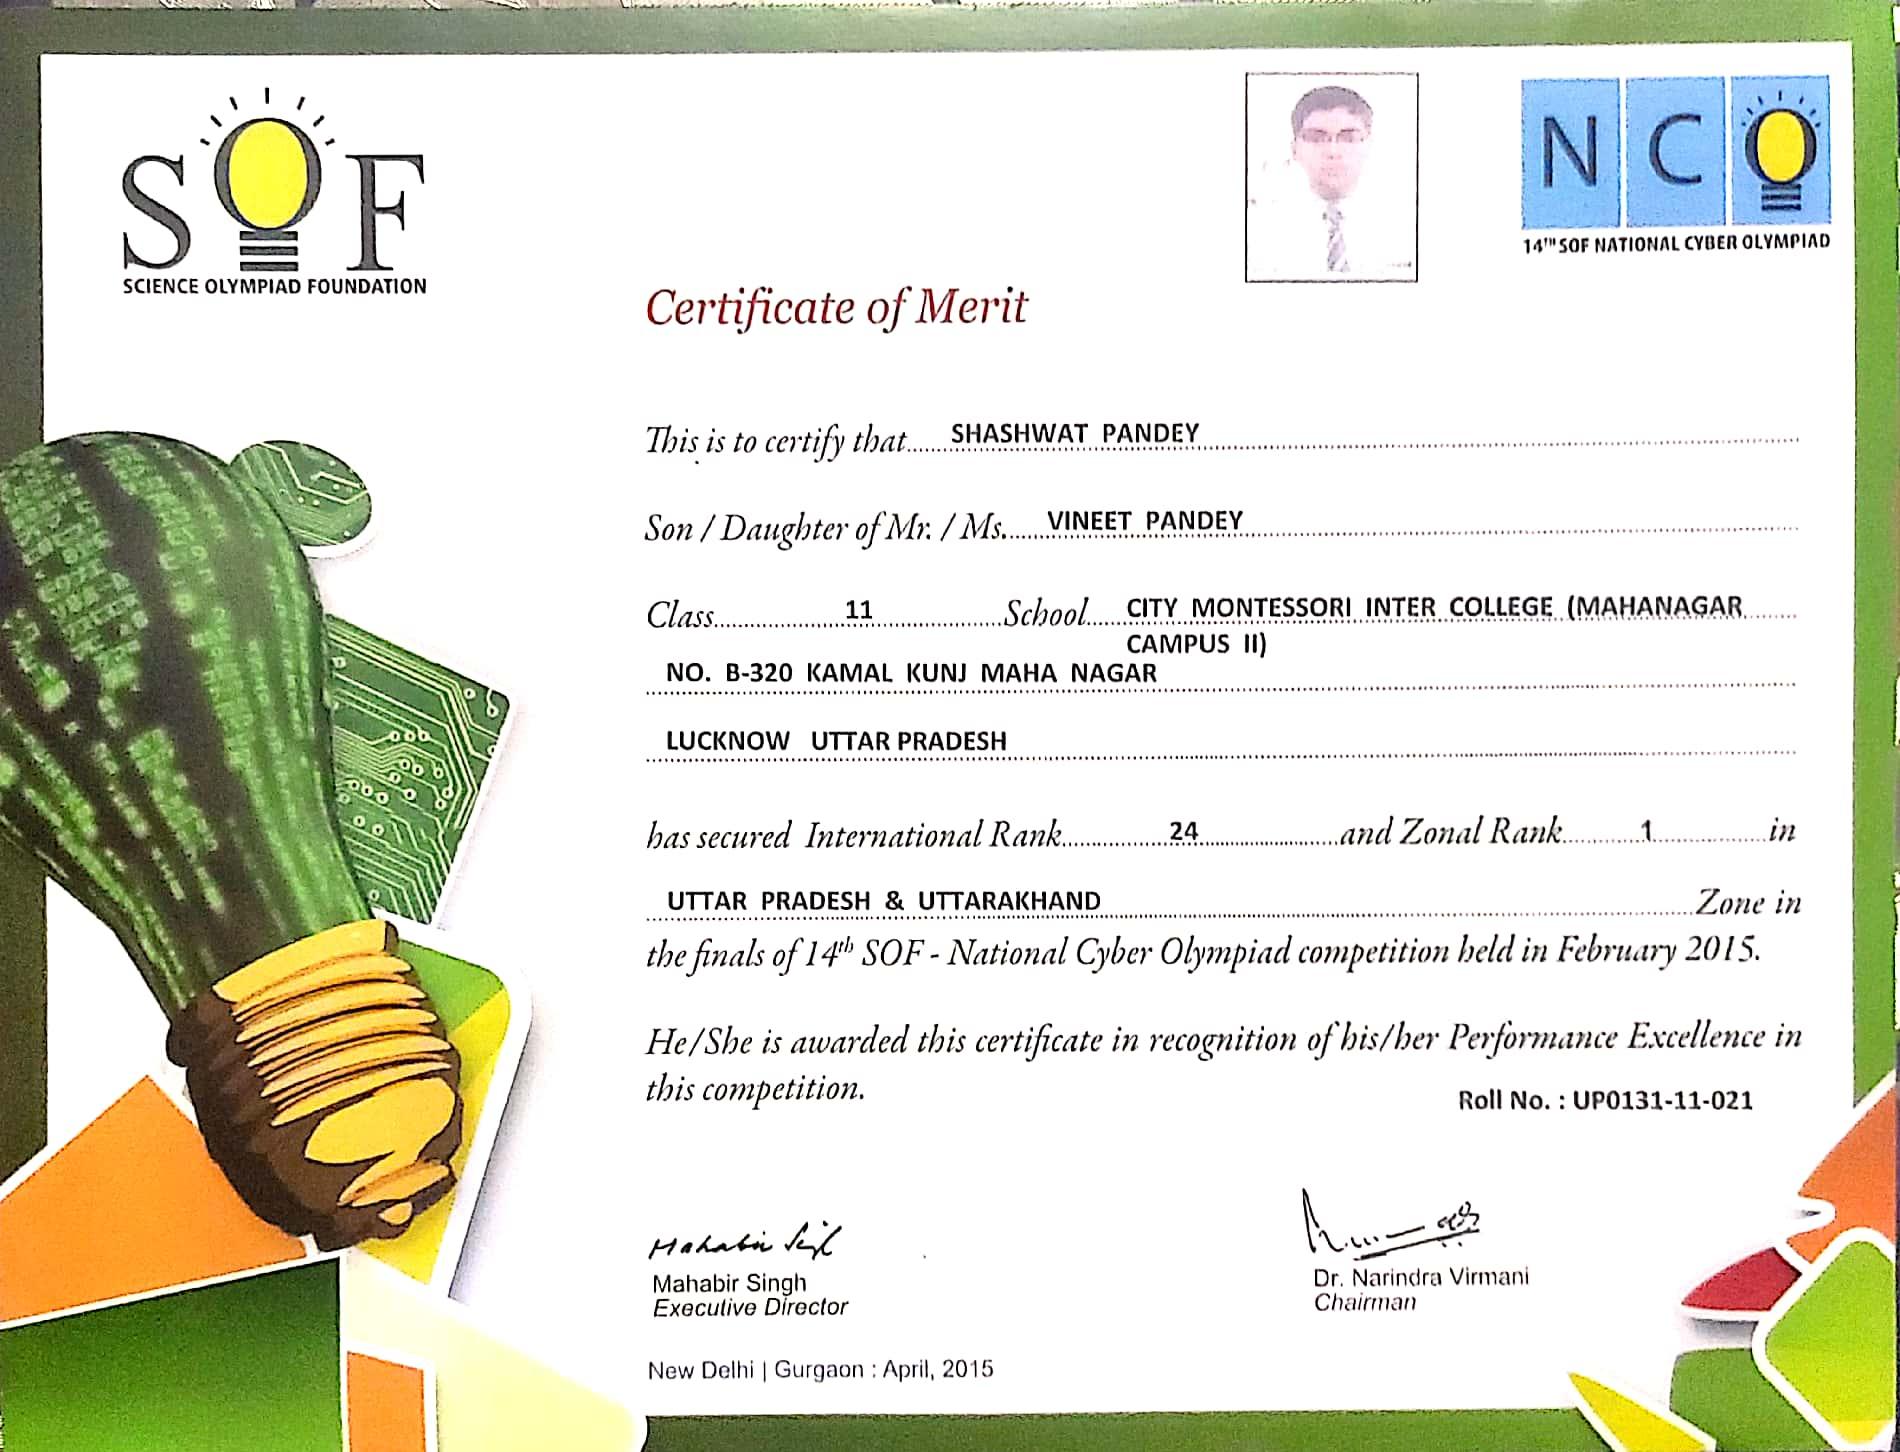 SOF
SCIENCE OLYMPIAD FOUNDATION
NCO
14TH SOF NATIONAL CYBER OLYMPIAD
Certificate of Merit
This is to certify that......SHASHWAT PANDEY
Son / Daughter of Mr. / Ms......VINEET PANDEY
Class......11......School......CITY MONTESSORI INTER COLLEGE (MAHANAGAR
CAMPUS II)
NO. B-320 KAMAL KUNJ MAHA NAGAR
LUCKNOW UTTAR PRADESH
has secured International Rank......24......and Zonal Rank......1......in
UTTAR PRADESH & UTTARAKHAND......Zone in
the finals of 14th SOF - National Cyber Olympiad competition held in February 2015.
He/She is awarded this certificate in recognition of his/her Performance Excellence in
this competition.
Roll No. : UP0131-11-021
Mahabir Singh
Mahabir Singh
Executive Director
Dr. Narindra Virmani
Chairman
New Delhi | Gurgaon : April, 2015